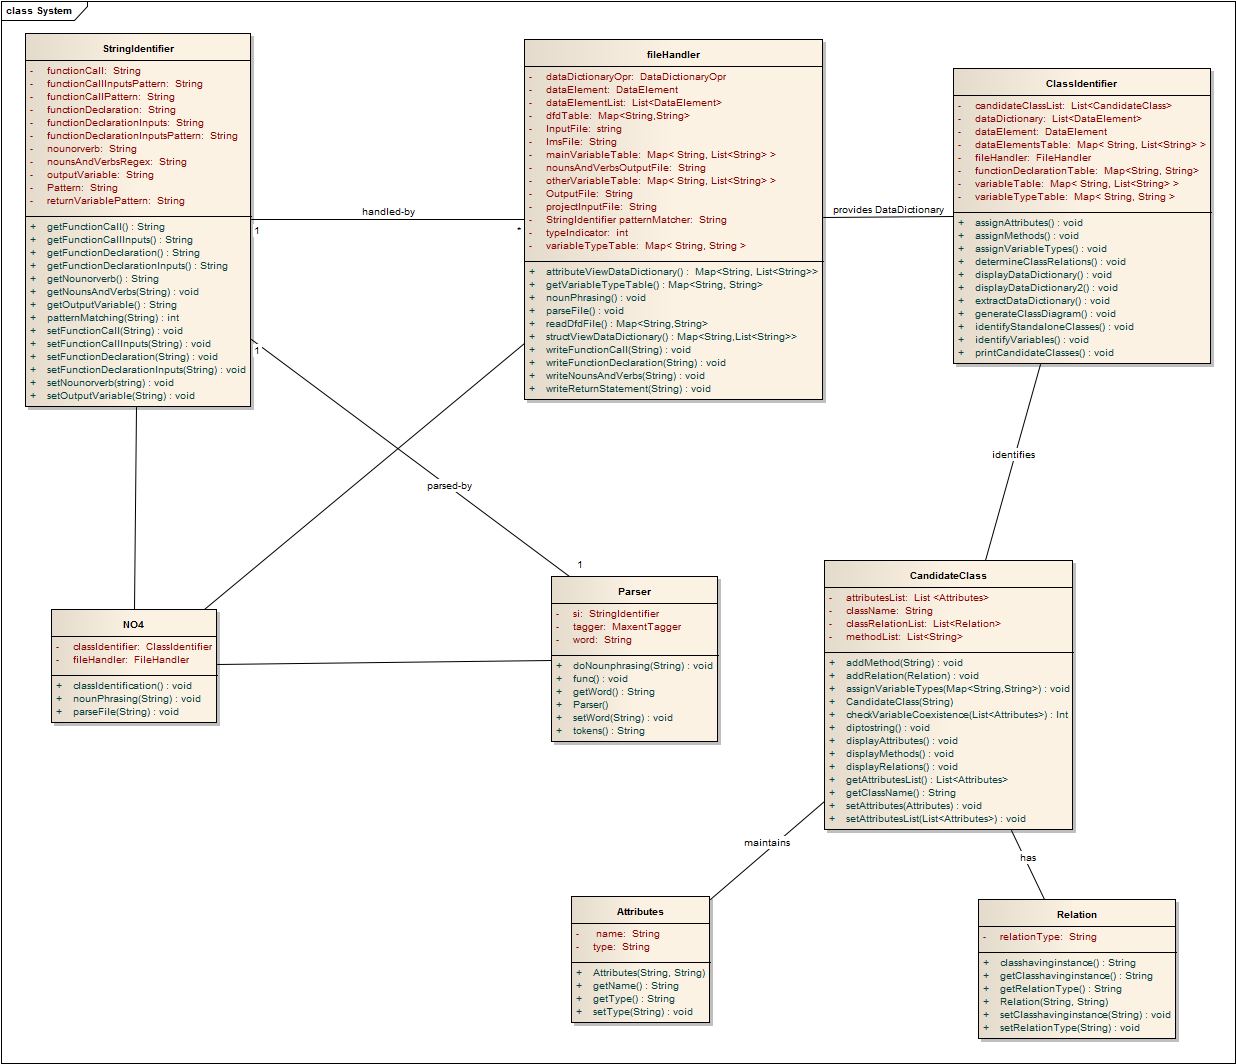 class System
StringIdentifier
- functionCall: String
- functionCallInputsPattern: String
- functionCallPattern: String
- functionDeclaration: String
- functionDeclarationInputs: String
- functionDeclarationInputsPattern: String
- nounorverb: String
- nounsAndVerbsRegex: String
- outputVariable: String
- Pattern: String
- returnVariablePattern: String
+ getFunctionCall() : String
+ getFunctionCallInputs() : String
+ getFunctionDeclaration() : String
+ getFunctionDeclarationInputs() : String
+ getNounorverb() : String
+ getNounsAndVerbs(String) : void
+ getOutputVariable() : String
+ patternMatching(String) : int
+ setFunctionCall(String) : void
+ setFunctionCallInputs(String) : void
+ setFunctionDeclaration(String) : void
+ setFunctionDeclarationInputs(String) : void
+ setNounorverb(string) : void
+ setOutputVariable(String) : void
handled-by
1
*
fileHandler
- dataDictionaryOpr: DataDictionaryOpr
- dataElement: DataElement
- dataElementList: List<DataElement>
- dfdTable: Map<String,String>
- InputFile: string
- lmsFile: String
- mainVariableTable: Map< String, List<String> >
- nounsAndVerbsOutputFile: String
- otherVariableTable: Map< String, List<String> >
- OutputFile: String
- projectInputFile: String
- StringIdentifier patternMatcher: String
- typeIndicator: int
- variableTypeTable: Map< String, String >
+ attributeViewDataDictionary() : Map<String, List<String>>
+ getVariableTypeTable() : Map<String, String>
+ nounPhrasing() : void
+ parseFile() : void
+ readDfdFile() : Map<String,String>
+ structViewDataDictionary() : Map<String,List<String>>
+ writeFunctionCall(String) : void
+ writeFunctionDeclaration(String) : void
+ writeNounsAndVerbs(String) : void
+ writeReturnStatement(String) : void
provides DataDictionary
ClassIdentifier
- candidateClassList: List<CandidateClass>
- dataDictionary: List<DataElement>
- dataElement: DataElement
- dataElementsTable: Map< String, List<String> >
- fileHandler: FileHandler
- functionDeclarationTable: Map<String, String>
- variableTable: Map< String, List<String> >
- variableTypeTable: Map< String, String >
+ assignAttributes() : void
+ assignMethods() : void
+ assignVariableTypes() : void
+ determineClassRelations() : void
+ displayDataDictionary() : void
+ displayDataDictionary2() : void
+ extractDataDictionary() : void
+ generateClassDiagram() : void
+ identifyStandaloneClasses() : void
+ identifyVariables() : void
+ printCandidateClasses() : void
1
parsed-by
1
identifies
NO4
- classIdentifier: ClassIdentifier
- fileHandler: FileHandler
+ classIdentification() : void
+ nounPhrasing(String) : void
+ parseFile(String) : void
Parser
- si: StringIdentifier
- tagger: MaxentTagger
- word: String
+ doNounphrasing(String) : void
+ func() : void
+ getWord() : String
+ Parser()
+ setWord(String) : void
+ tokens() : String
CandidateClass
- attributesList: List <Attributes>
- className: String
- classRelationList: List<Relation>
- methodList: List<String>
+ addMethod(String) : void
+ addRelation(Relation) : void
+ assignVariableTypes(Map<String,String>) : void
+ CandidateClass(String)
+ checkVariableCoexistence(List<Attributes>) : Int
+ diptostring() : void
+ displayAttributes() : void
+ displayMethods() : void
+ displayRelations() : void
+ getAttributesList() : List<Attributes>
+ getClassName() : String
+ setAttributes(Attributes) : void
+ setAttributesList(List<Attributes>) : void
maintains
has
Attributes
- name: String
- type: String
+ Attributes(String, String)
+ getName() : String
+ getType() : String
+ setType(String) : void
Relation
- relationType: String
+ classhavinginstance() : String
+ getClasshavinginstance() : String
+ getRelationType() : String
+ Relation(String, String)
+ setClasshavinginstance(String) : void
+ setRelationType(String) : void